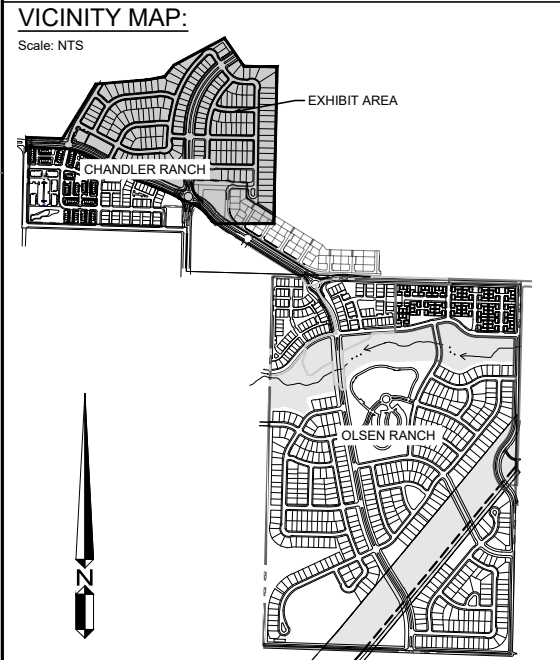 VICINITY MAP:
Scale: NTS
EXHIBIT AREA
CHANDLER RANCH
OLSEN RANCH
N